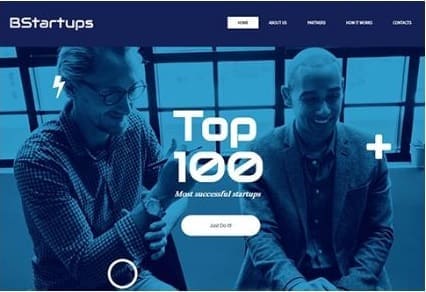 BStartups
HOME ABOUT US PARTNERS HOW IT WORKS CONTACTS
Top
100
Most successful startups
Just Do It!